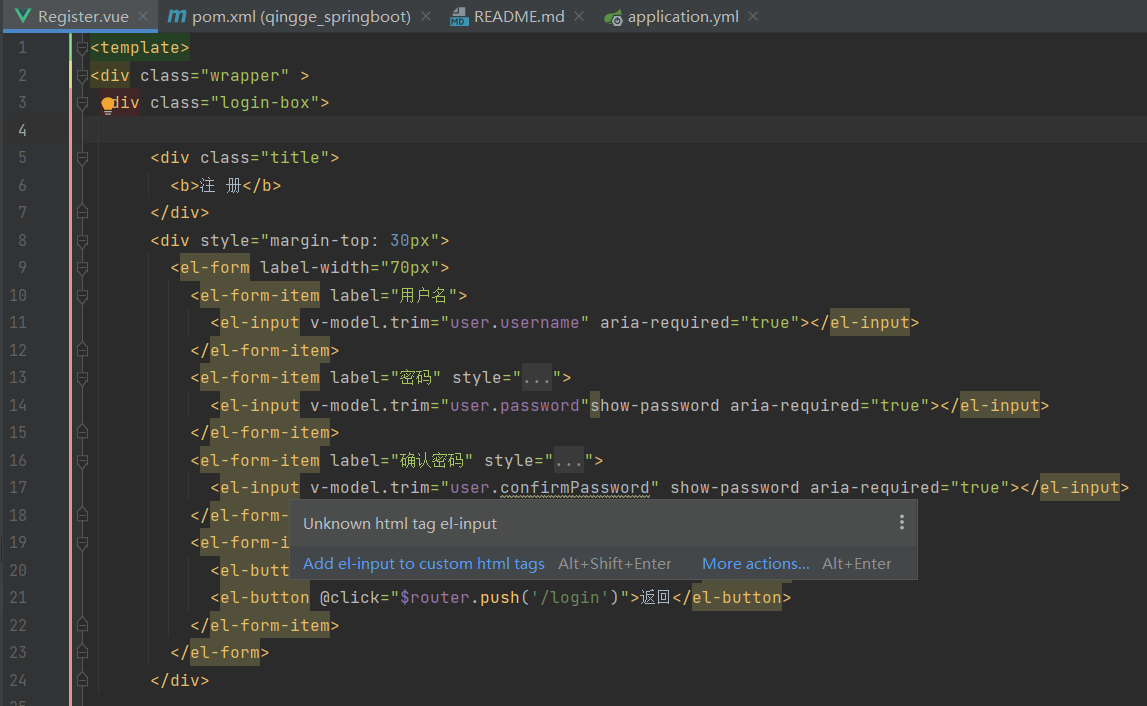 Register.vue pom.xml (qingge_springboot) README.md application.yml
1 <template>
2 <div class="wrapper" >
3 div class="login-box">
4
5 <div class="title">
6 <b>注 册</b>
7 </div>
8 <div style="margin-top: 30px">
9 <el-form label-width="70px">
10 <el-form-item label="用户名">
11 <el-input v-model.trim="user.username" aria-required="true"></el-input>
12 </el-form-item>
13 <el-form-item label="密码" style="...">
14 <el-input v-model.trim="user.password"show-password aria-required="true"></el-input>
15 </el-form-item>
16 <el-form-item label="确认密码" style="...">
17 <el-input v-model.trim="user.confirmPassword" show-password aria-required="true"></el-input>
18 </el-form-
Unknown html tag el-input
19 <el-form-i
Add el-input to custom html tags Alt+Shift+Enter More actions... Alt+Enter
20 <el-butt
21 <el-button @click="$router.push('/login')">返回</el-button>
22 </el-form-item>
23 </el-form>
24 </div>